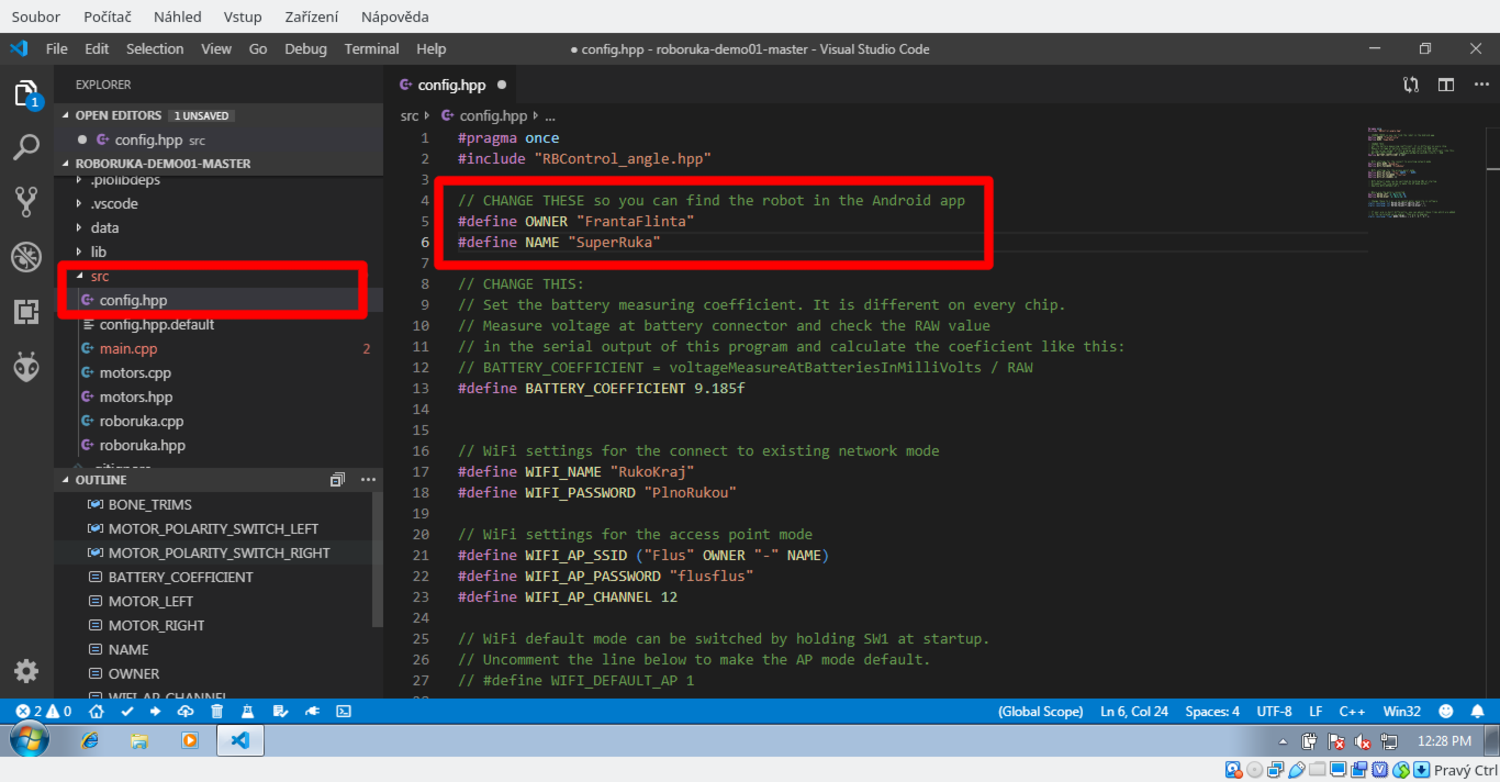 Soubor Počítač Náhled Vstup Zařízení Nápověda
File Edit Selection View Go Debug Terminal Help
● config.hpp - roboruka-demo01-master - Visual Studio Code
EXPLORER
1
OPEN EDITORS 1 UNSAVED
config.hpp src
ROBORUKA-DEMO01-MASTER
.piolibdeps
.vscode
data
lib
src
config.hpp
config.hpp.default
main.cpp 2
motors.cpp
motors.hpp
roboruka.cpp
roboruka.hpp
.gitignore
OUTLINE
BONE_TRIMS
MOTOR_POLARITY_SWITCH_LEFT
MOTOR_POLARITY_SWITCH_RIGHT
BATTERY_COEFFICIENT
MOTOR_LEFT
MOTOR_RIGHT
NAME
OWNER
WIFI_AP_CHANNEL
config.hpp
src config.hpp ...
1 #pragma once
2 #include "RBControl_angle.hpp"
3
4 // CHANGE THESE so you can find the robot in the Android app
5 #define OWNER "FrantaFlinta"
6 #define NAME "SuperRuka"
7
8 // CHANGE THIS:
9 // Set the battery measuring coefficient. It is different on every chip.
10 // Measure voltage at battery connector and check the RAW value
11 // in the serial output of this program and calculate the coeficient like this:
12 // BATTERY_COEFFICIENT = voltageMeasureAtBatteriesInMilliVolts / RAW
13 #define BATTERY_COEFFICIENT 9.185f
14
15
16 // WiFi settings for the connect to existing network mode
17 #define WIFI_NAME "RukoKraj"
18 #define WIFI_PASSWORD "PlnoRukou"
19
20 // WiFi settings for the access point mode
21 #define WIFI_AP_SSID ("Flus" OWNER "-" NAME)
22 #define WIFI_AP_PASSWORD "flusflus"
23 #define WIFI_AP_CHANNEL 12
24
25 // WiFi default mode can be switched by holding SW1 at startup.
26 // Uncomment the line below to make the AP mode default.
27 // #define WIFI_DEFAULT_AP 1
28
2 0 (Global Scope) Ln 6, Col 24 Spaces: 4 UTF-8 LF C++ Win32
12:28 PM
Pravý Ctrl